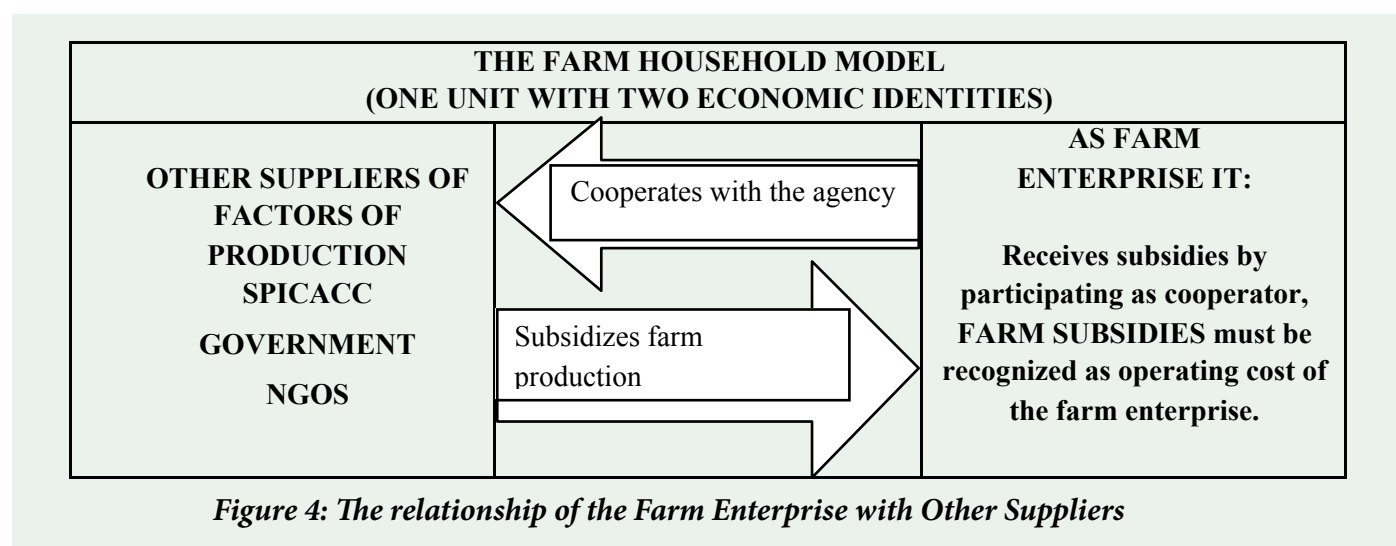 THE FARM HOUSEHOLD MODEL
(ONE UNIT WITH TWO ECONOMIC IDENTITIES)
OTHER SUPPLIERS OF
FACTORS OF
PRODUCTION
SPICACC
GOVERNMENT
NGOS
Cooperates with the agency
Subsidizes farm
production
AS FARM
ENTERPRISE IT:
Receives subsidies by
participating as cooperator,
FARM SUBSIDIES must be
recognized as operating cost of
the farm enterprise.
Figure 4: The relationship of the Farm Enterprise with Other Suppliers